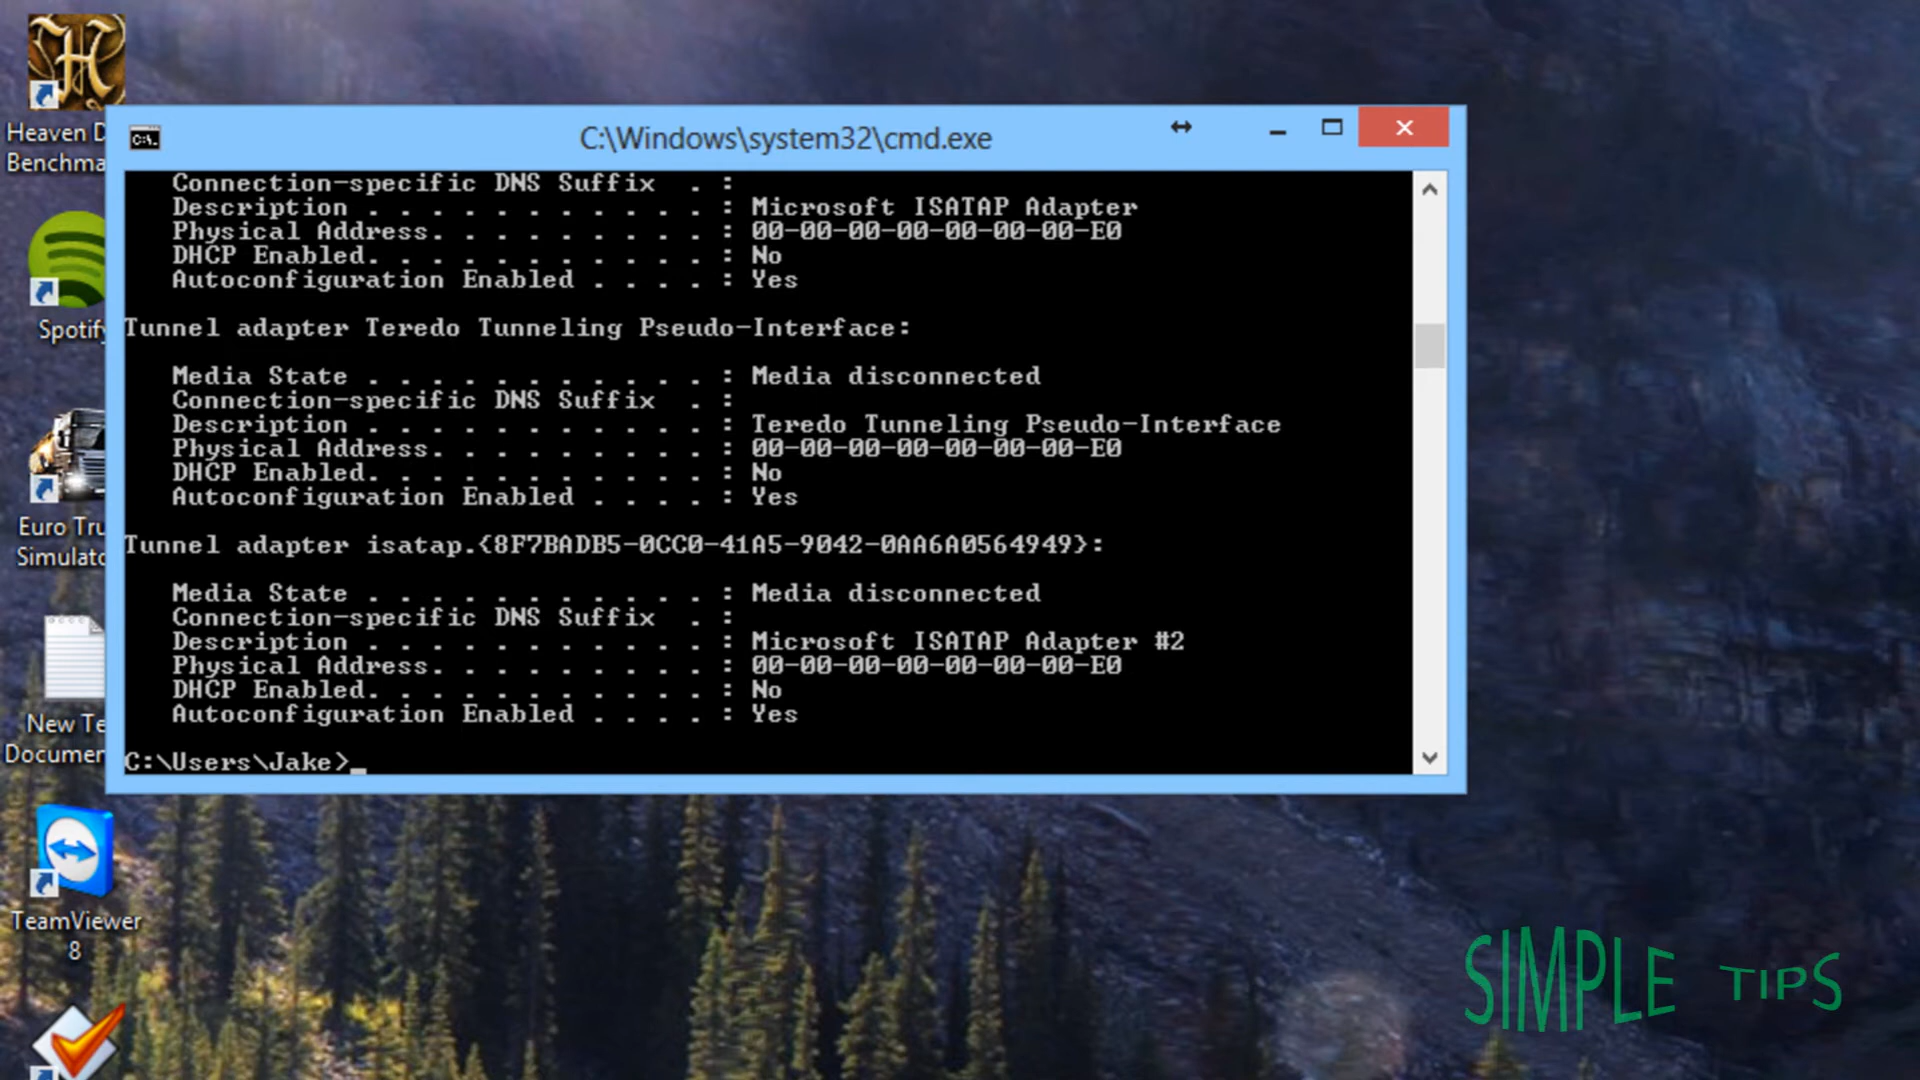 Heaven D
Benchma
Spotify
Euro Tru
Simulato
New Te
Documen
TeamViewer
8
C:\Windows\system32\cmd.exe
Connection-specific DNS Suffix  . :
Description . . . . . . . . . . . : Microsoft ISATAP Adapter
Physical Address. . . . . . . . . : 00-00-00-00-00-00-00-E0
DHCP Enabled. . . . . . . . . . . : No
Autoconfiguration Enabled . . . . : Yes
Tunnel adapter Teredo Tunneling Pseudo-Interface:
Media State . . . . . . . . . . . : Media disconnected
Connection-specific DNS Suffix  . :
Description . . . . . . . . . . . : Teredo Tunneling Pseudo-Interface
Physical Address. . . . . . . . . : 00-00-00-00-00-00-00-E0
DHCP Enabled. . . . . . . . . . . : No
Autoconfiguration Enabled . . . . : Yes
Tunnel adapter isatap.{8F7BADB5-0CC0-41A5-9042-0AA6A0564949}:
Media State . . . . . . . . . . . : Media disconnected
Connection-specific DNS Suffix  . :
Description . . . . . . . . . . . : Microsoft ISATAP Adapter #2
Physical Address. . . . . . . . . : 00-00-00-00-00-00-00-E0
DHCP Enabled. . . . . . . . . . . : No
Autoconfiguration Enabled . . . . : Yes
C:\Users\Jake>_
SIMPLE TIPS